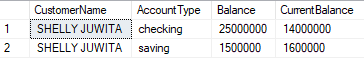 CustomerName AccountType Balance CurrentBalance
1 SHELLY JUWITA checking 25000000 14000000
2 SHELLY JUWITA saving 1500000 1600000